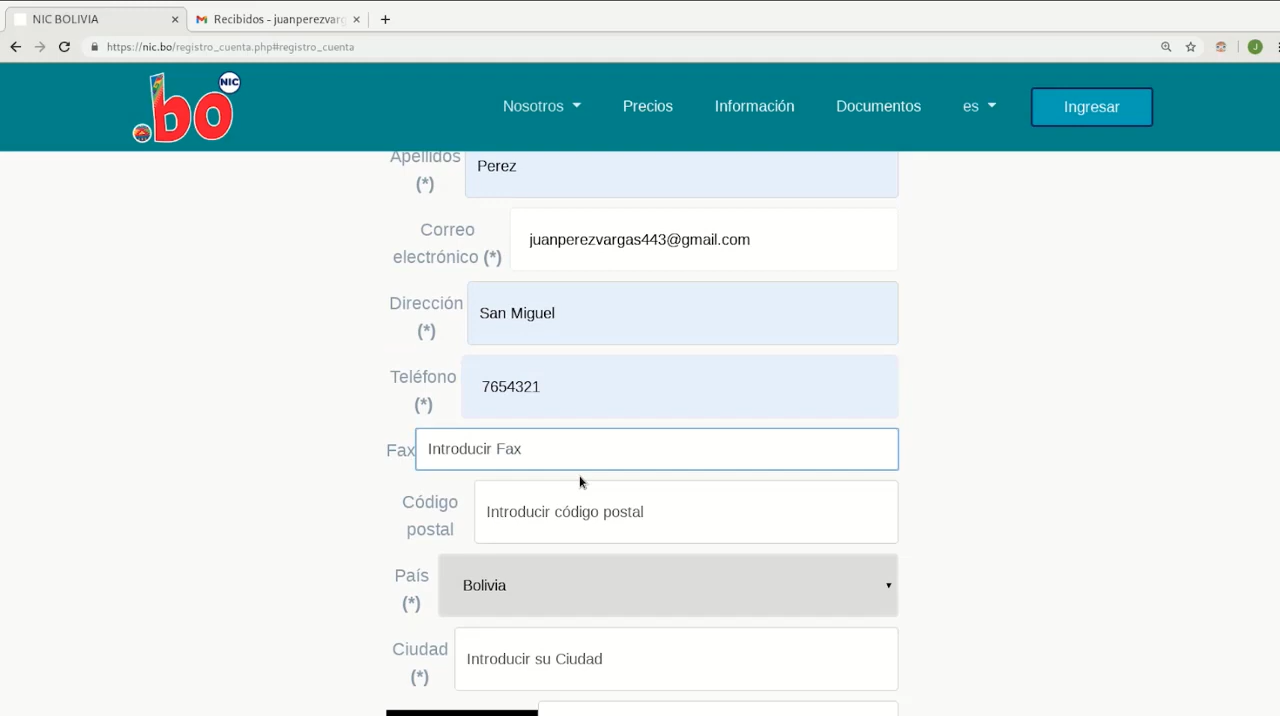 NIC BOLIVIA
Recibidos - juanperezvarg
https://nic.bo/registro_cuenta.php#registro_cuenta
J
.bo
NIC
Nosotros
Precios
Información
Documentos
es
Ingresar
Apellidos
(*)
Perez
Correo
electrónico (*)
juanperezvargas443@gmail.com
Dirección
(*)
San Miguel
Teléfono
(*)
7654321
Fax
Introducir Fax
Código
postal
Introducir código postal
País
(*)
Bolivia
Ciudad
(*)
Introducir su Ciudad